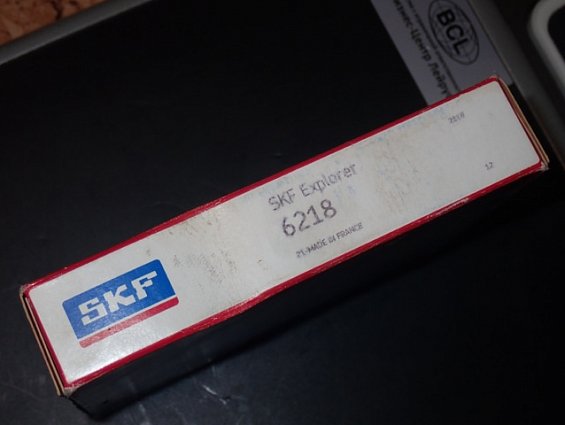 BCL
SKF Explorer
6218
21-MADE IN FRANCE
12
SKF